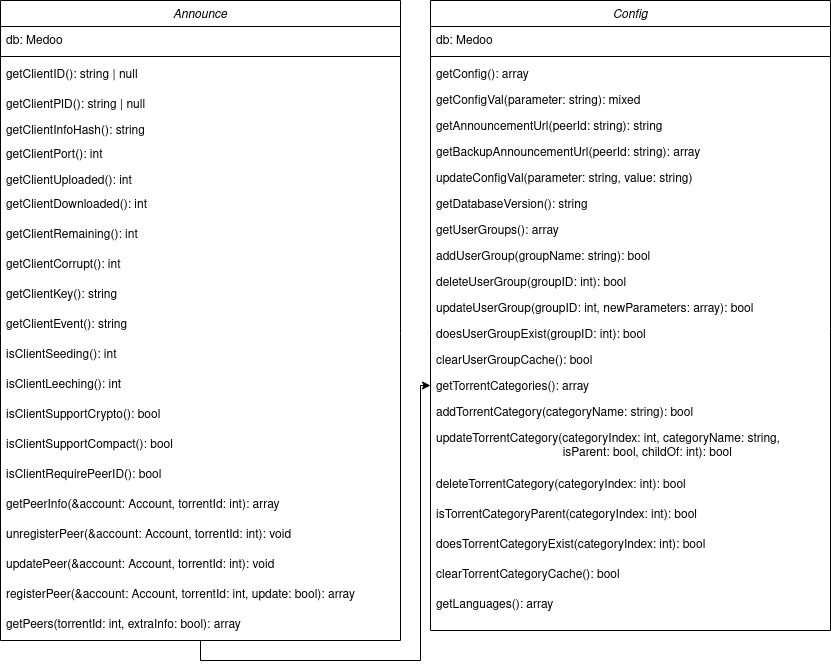 Announce
db: Medoo
getClientID(): string | null
getClientPID(): string | null
getClientInfoHash(): string
getClientPort(): int
getClientUploaded(): int
getClientDownloaded(): int
getClientRemaining(): int
getClientCorrupt(): int
getClientKey(): string
getClientEvent(): string
isClientSeeding(): int
isClientLeeching(): int
isClientSupportCrypto(): bool
isClientSupportCompact(): bool
isClientRequirePeerID(): bool
getPeerInfo(&account: Account, torrentId: int): array
unregisterPeer(&account: Account, torrentId: int): void
updatePeer(&account: Account, torrentId: int): void
registerPeer(&account: Account, torrentId: int, update: bool): array
getPeers(torrentId: int, extraInfo: bool): array
Config
db: Medoo
getConfig(): array
getConfigVal(parameter: string): mixed
getAnnouncementUrl(peerId: string): string
getBackupAnnouncementUrl(peerId: string): array
updateConfigVal(parameter: string, value: string)
getDatabaseVersion(): string
getUserGroups(): array
addUserGroup(groupName: string): bool
deleteUserGroup(groupID: int): bool
updateUserGroup(groupID: int, newParameters: array): bool
doesUserGroupExist(groupID: int): bool
clearUserGroupCache(): bool
getTorrentCategories(): array
addTorrentCategory(categoryName: string): bool
updateTorrentCategory(categoryIndex: int, categoryName: string,
isParent: bool, childOf: int): bool
deleteTorrentCategory(categoryIndex: int): bool
isTorrentCategoryParent(categoryIndex: int): bool
doesTorrentCategoryExist(categoryIndex: int): bool
clearTorrentCategoryCache(): bool
getLanguages(): array